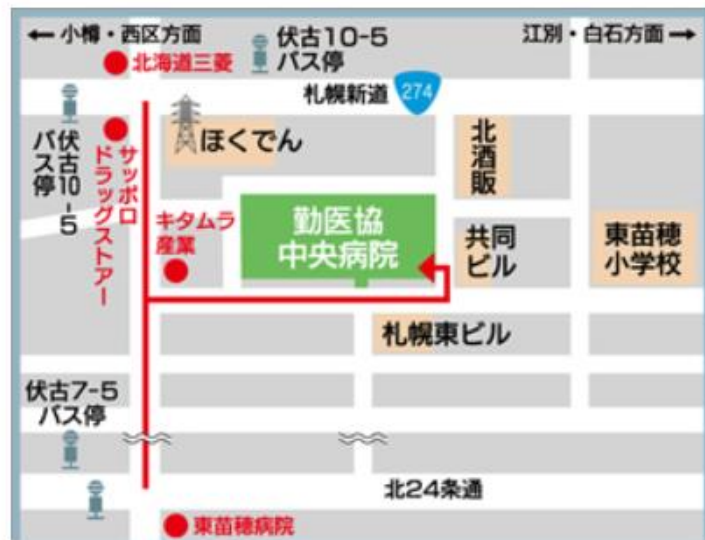 ← 小樽・西区方面
江別・白石方面 →
伏古10-5
バス停
北海道三菱
札幌新道
274
伏古10-5
バス停
サッポロ
ドラッグストアー
ほくでん
北酒販
キタムラ
産業
勤医協
中央病院
共同
ビル
東苗穂
小学校
札幌東ビル
伏古7-5
バス停
北24条通
東苗穂病院